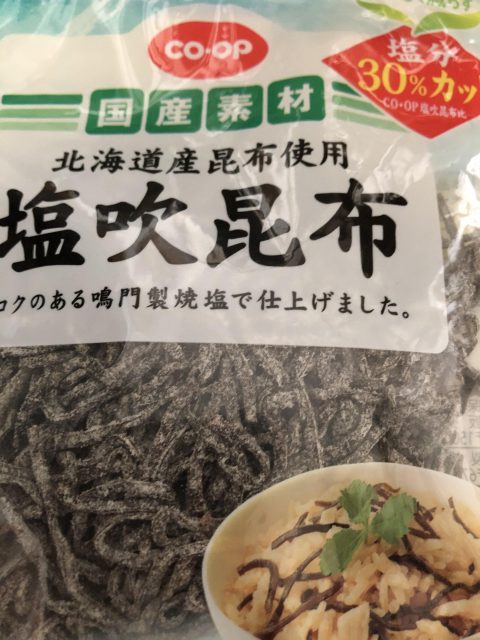 CO・OP
塩分
30%カッ
CO・OP塩吹昆布比
国産素材
北海道産昆布使用
塩吹昆布
コクのある鳴門製焼塩で仕上げました。